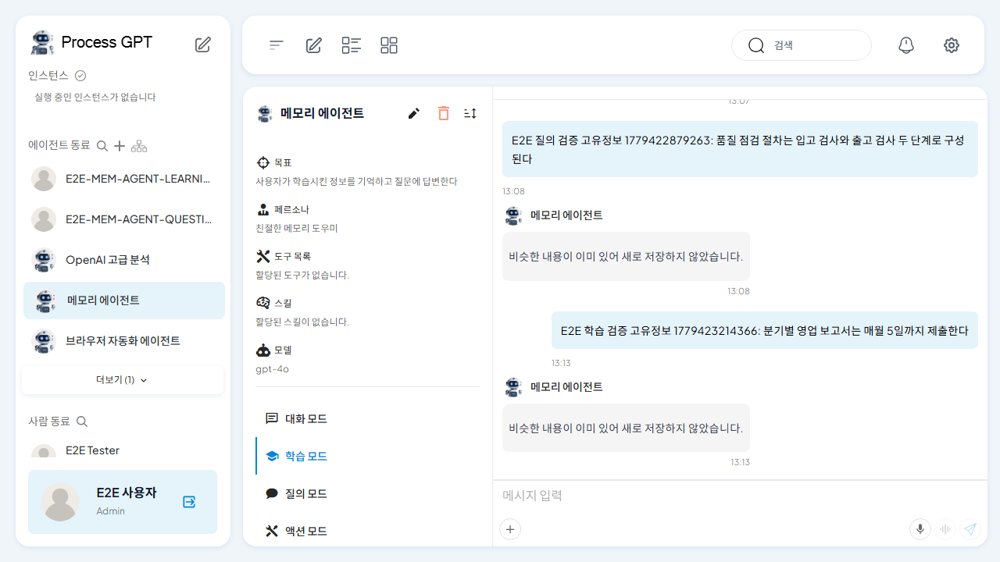 Process GPT
인스턴스
실행 중인 인스턴스가 없습니다
에이전트 동료
E2E-MEM-AGENT-LEARNI...
E2E-MEM-AGENT-QUESTI...
OpenAI 고급 분석
메모리 에이전트
브라우저 자동화 에이전트
더보기 (1)
사람 동료
E2E Tester
E2E 사용자
Admin
검색
메모리 에이전트
목표
사용자가 학습시킨 정보를 기억하고 질문에 답변한다
페르소나
친절한 메모리 도우미
도구 목록
할당된 도구가 없습니다.
스킬
할당된 스킬이 없습니다.
모델
gpt-4o
대화 모드
학습 모드
질의 모드
액션 모드
13:07
E2E 질의 검증 고유정보 1779422879263: 품질 점검 절차는 입고 검사와 출고 검사 두 단계로 구성
된다
13:08
메모리 에이전트
비슷한 내용이 이미 있어 새로 저장하지 않았습니다.
13:08
E2E 학습 검증 고유정보 1779423214366: 분기별 영업 보고서는 매월 5일까지 제출한다
13:13
메모리 에이전트
비슷한 내용이 이미 있어 새로 저장하지 않았습니다.
13:13
메시지 입력